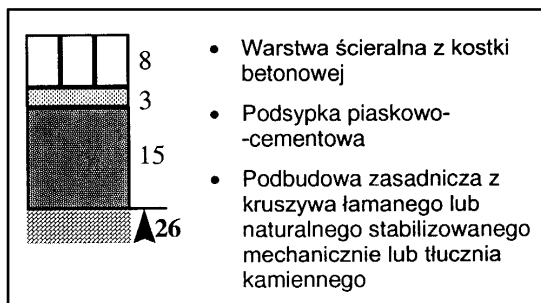 8
3
15
26
• Warstwa ścieralna z kostki
betonowej
• Podsypka piaskowo-
-cementowa
• Podbudowa zasadnicza z
kruszywa łamanego lub
naturalnego stabilizowanego
mechanicznie lub tłucznia
kamiennego